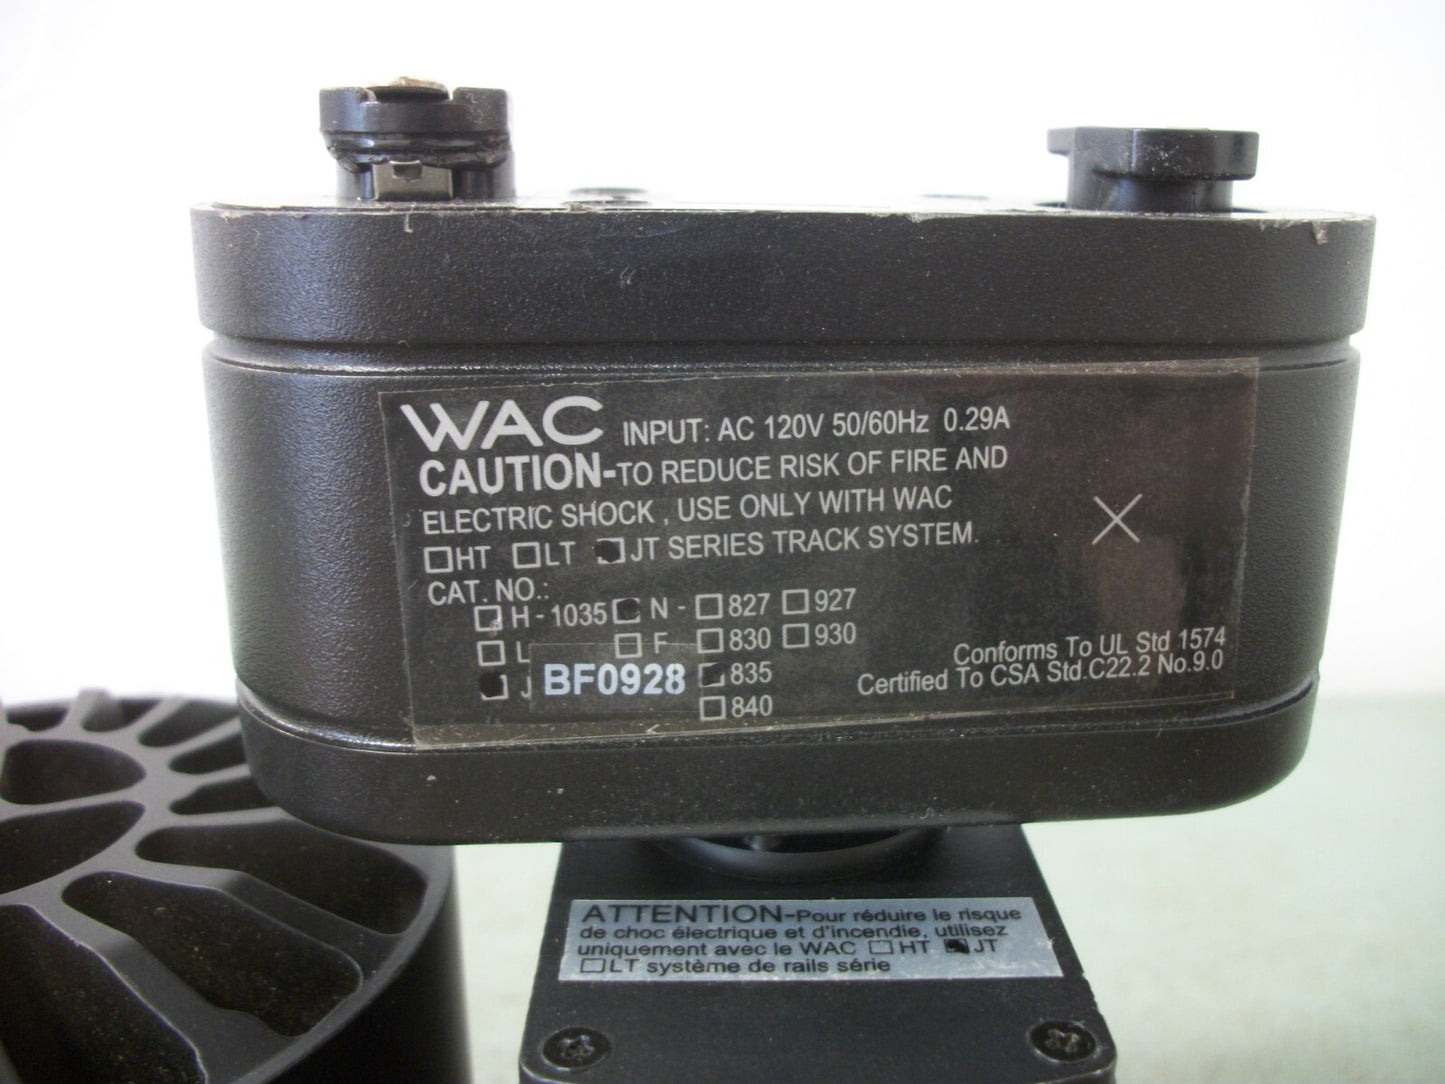 WAC INPUT: AC 120V 50/60Hz 0.29A
CAUTION-TO REDUCE RISK OF FIRE AND
ELECTRIC SHOCK , USE ONLY WITH WAC
HT LT JT SERIES TRACK SYSTEM.
CAT. NO.:
H - 1035 N - 827 927
L F 830 930
J BF0928 835
840
Conforms To UL Std 1574
Certified To CSA Std.C22.2 No.9.0
ATTENTION-Pour réduire le risque
de choc électrique et d'incendie, utilisez
uniquement avec le WAC HT JT
LT système de rails série